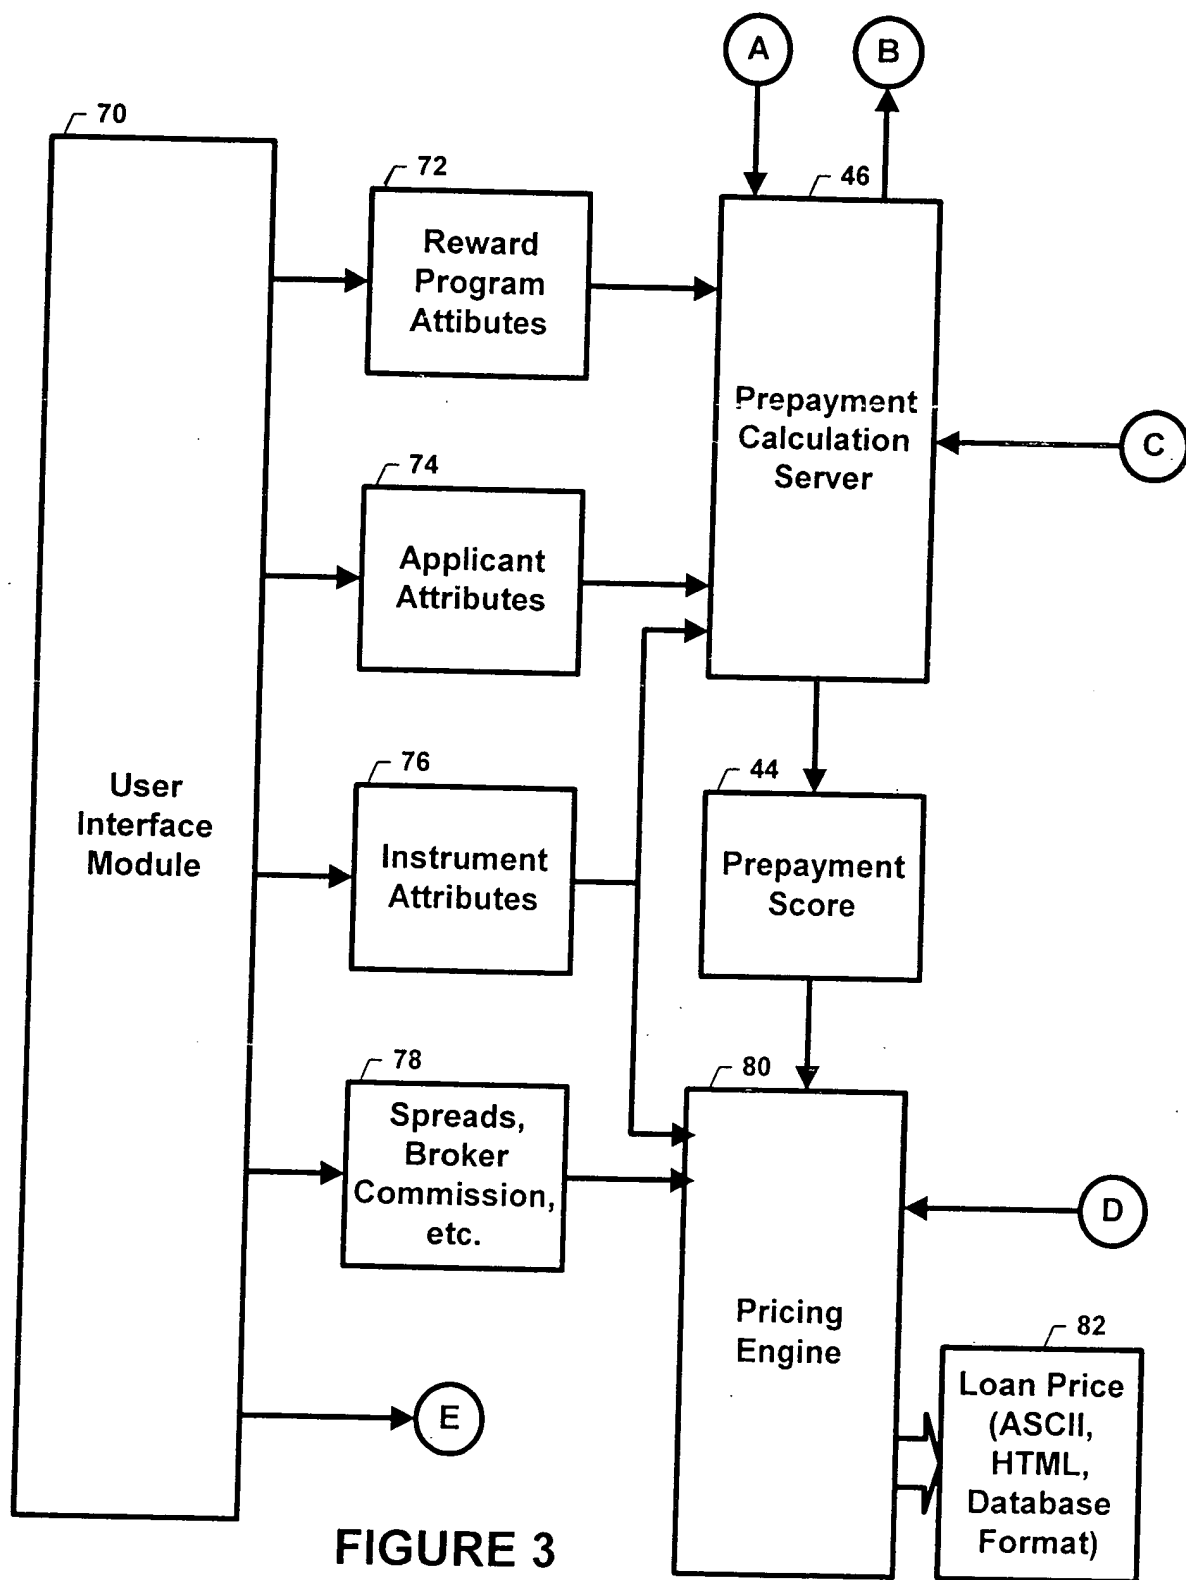 A
B
70
72
46
Reward
Program
Attibutes
Prepayment
Calculation
Server
C
74
Applicant
Attributes
User
Interface
Module
76
Instrument
Attributes
44
Prepayment
Score
78
Spreads,
Broker
Commission,
etc.
80
D
Pricing
Engine
82
Loan Price
(ASCII,
HTML,
Database
Format)
E
FIGURE 3